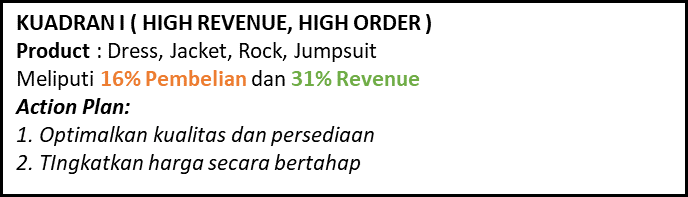 KUADRAN I ( HIGH REVENUE, HIGH ORDER )
Product : Dress, Jacket, Rock, Jumpsuit
Meliputi 16% Pembelian dan 31% Revenue
Action Plan:
1. Optimalkan kualitas dan persediaan
2. TIngkatkan harga secara bertahap